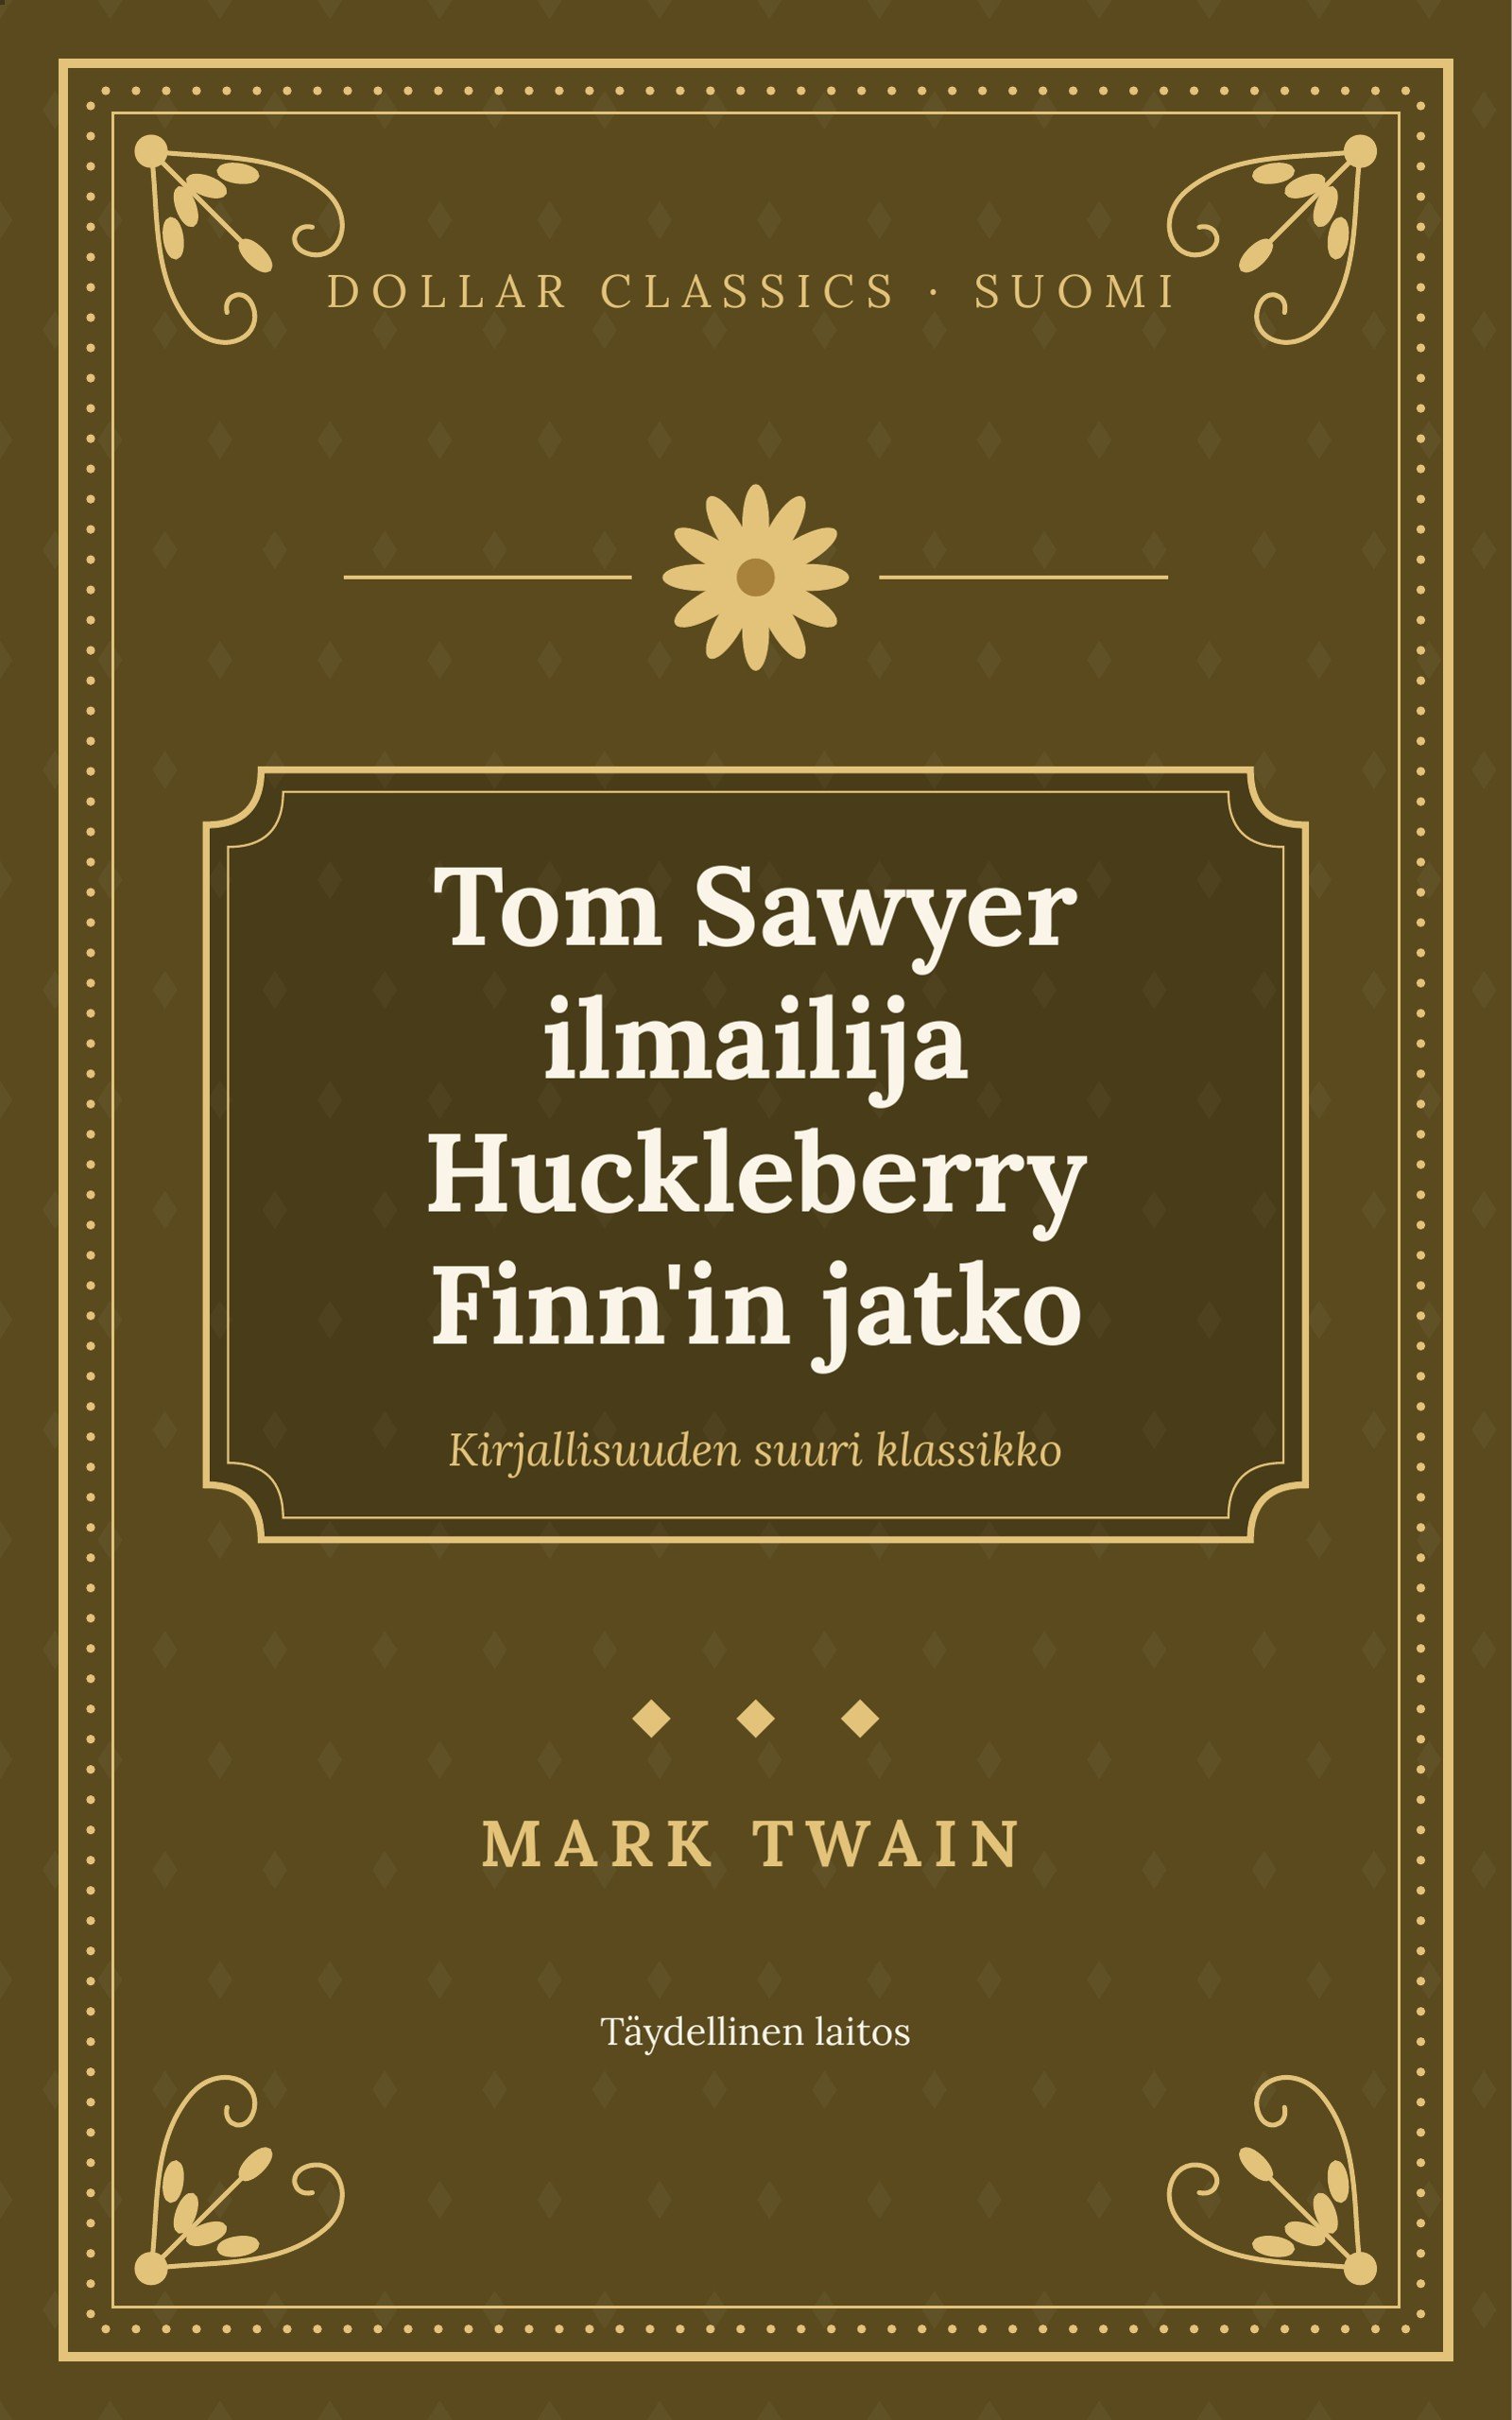 DOLLAR CLASSICS · SUOMI
Tom Sawyer
ilmailija
Huckleberry
Finn'in jatko
Kirjallisuuden suuri klassikko
MARK TWAIN
Täydellinen laitos